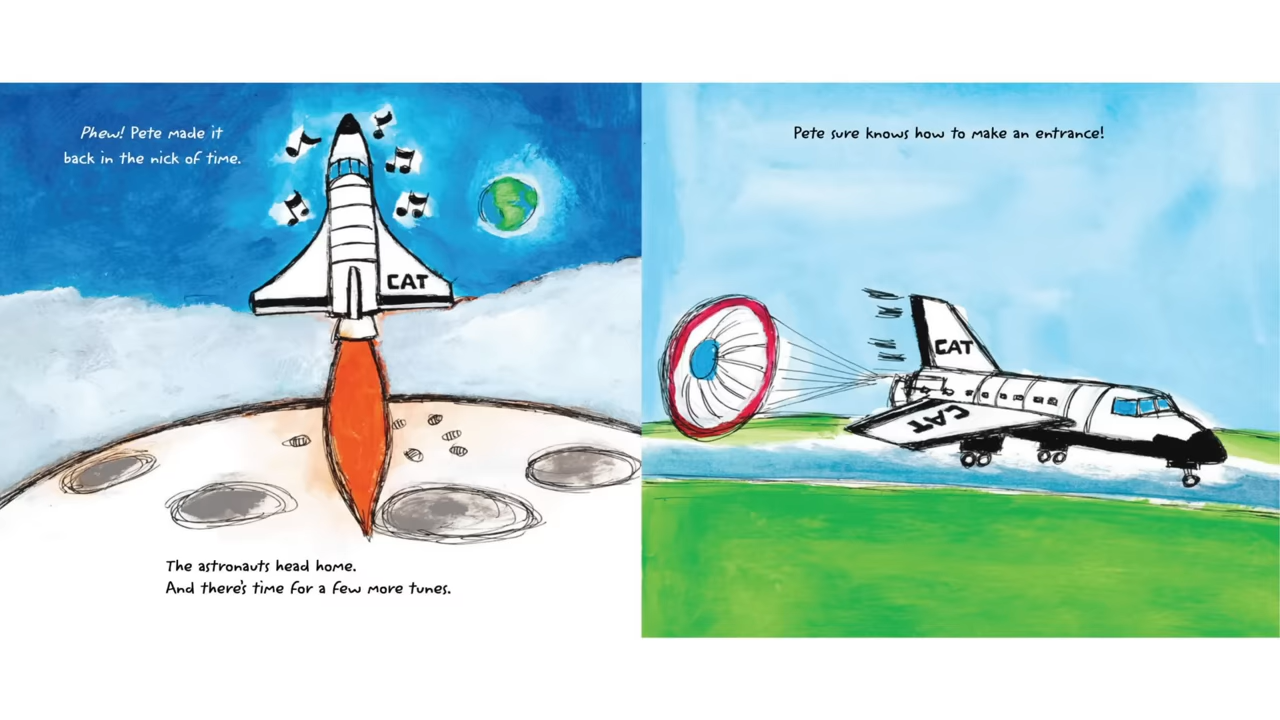 Phew! Pete made it
back in the nick of time.
CAT
The astronauts head home.
And there's time for a few more tunes.
Pete sure knows how to make an entrance!
CAT
CAT